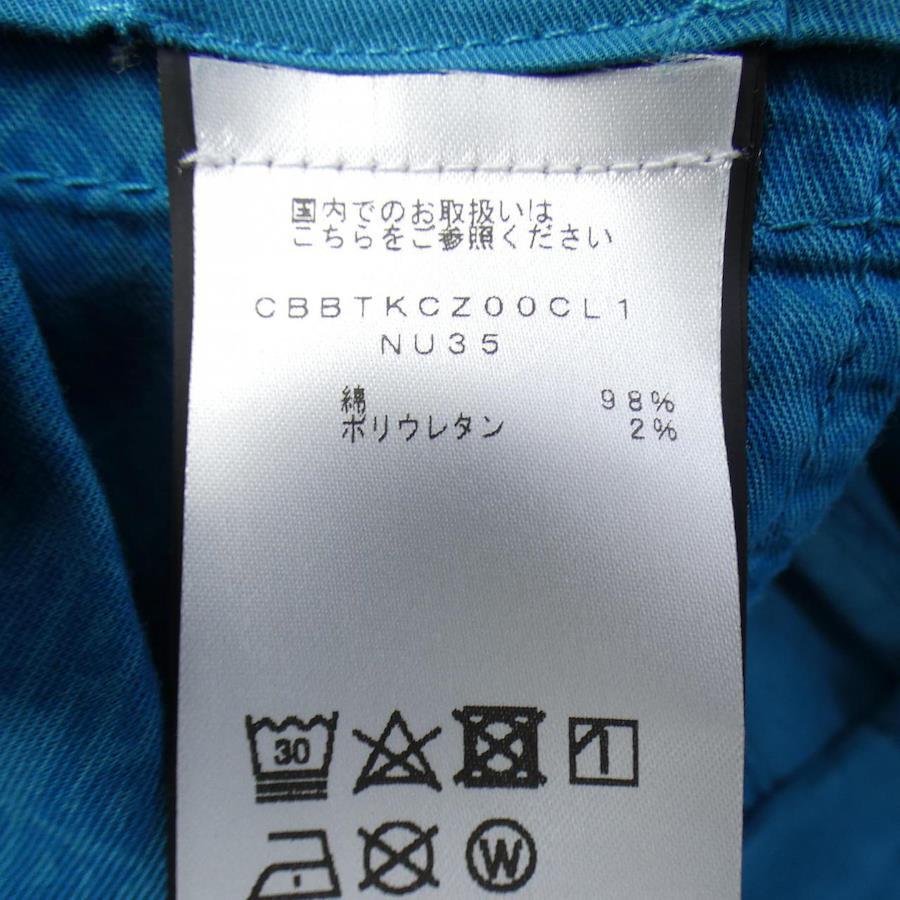 国内でのお取扱いは
こちらをご参照ください
CBBTKCZ00CL1
NU35
綿 98%
ポリウレタン 2%
30
W